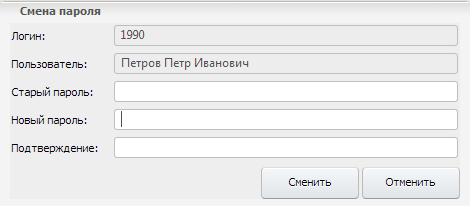 Смена пароля
Логин: 1990
Пользователь: Петров Петр Иванович
Старый пароль:
Новый пароль:
Подтверждение:
Сменить Отменить